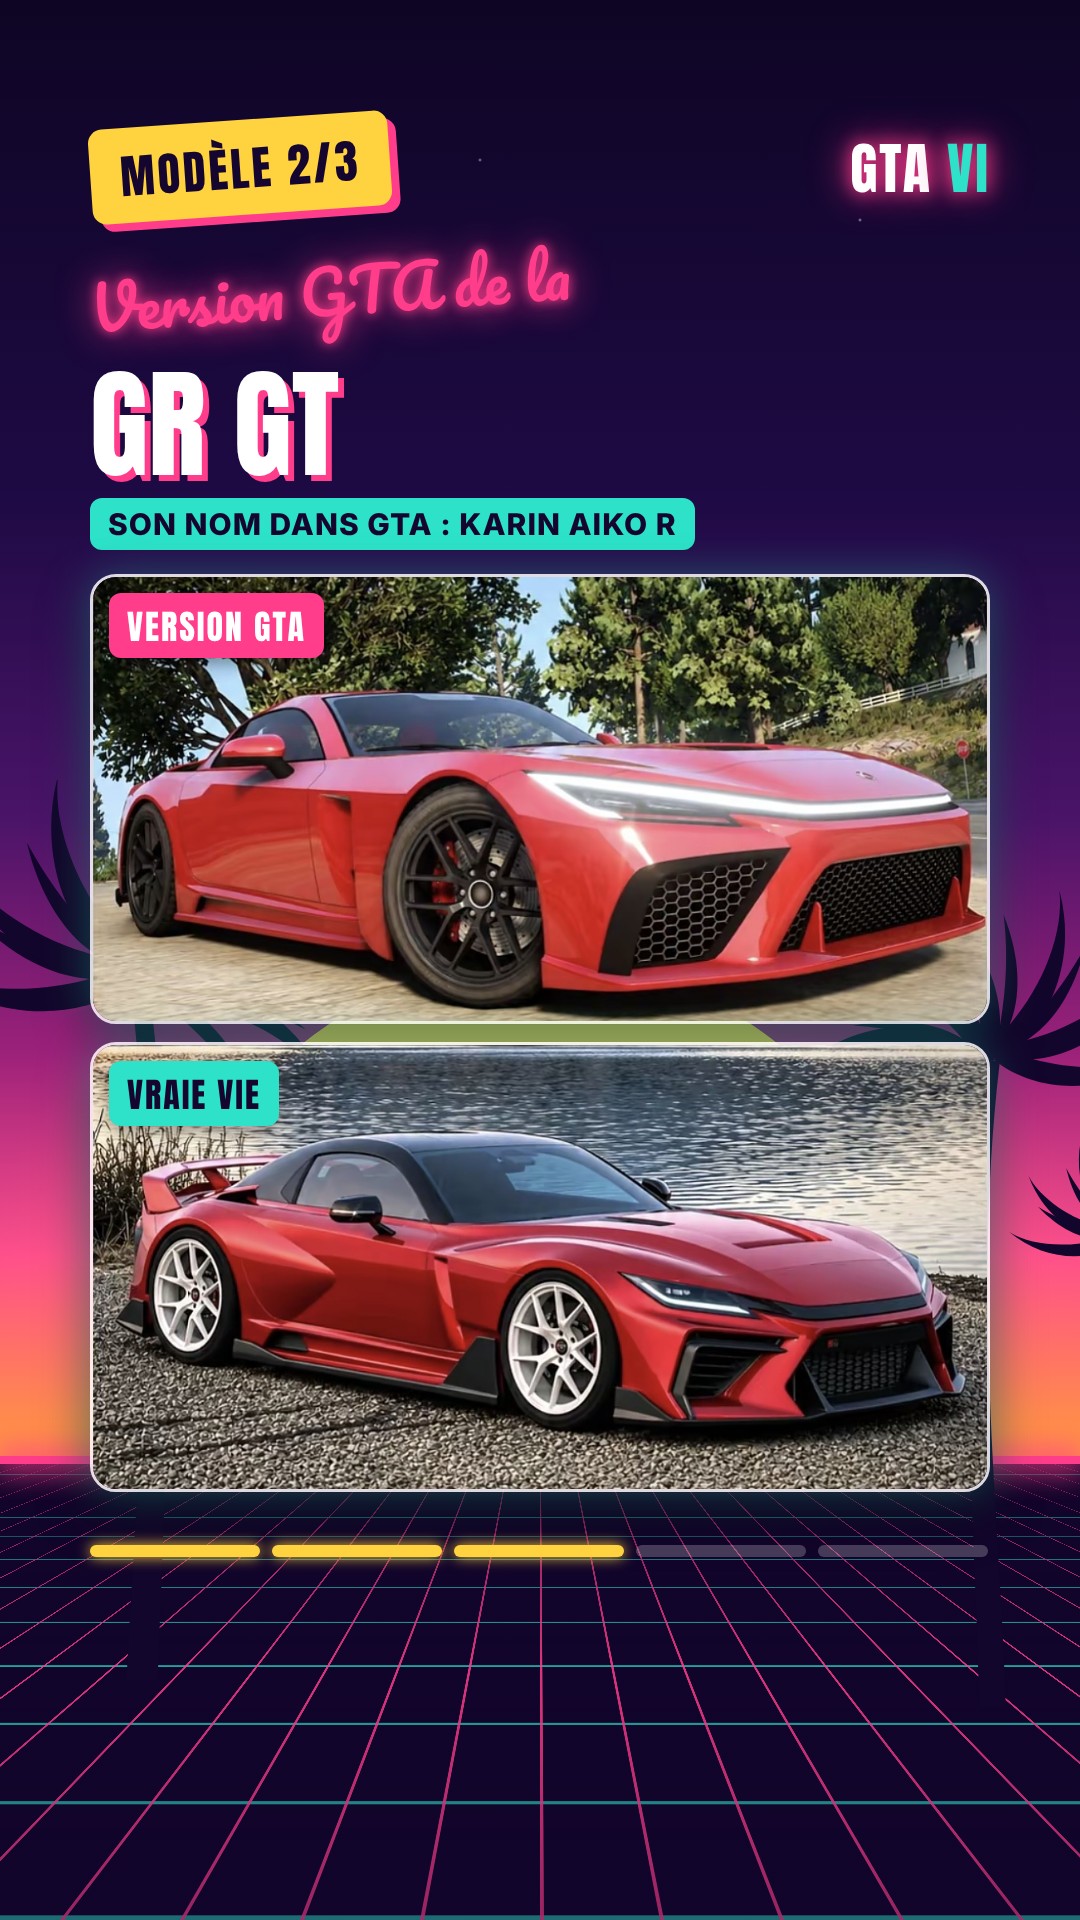 MODÈLE 2/3
GTA VI
Version GTA de la
GR GT
SON NOM DANS GTA : KARIN AIKO R
VERSION GTA
VRAIE VIE